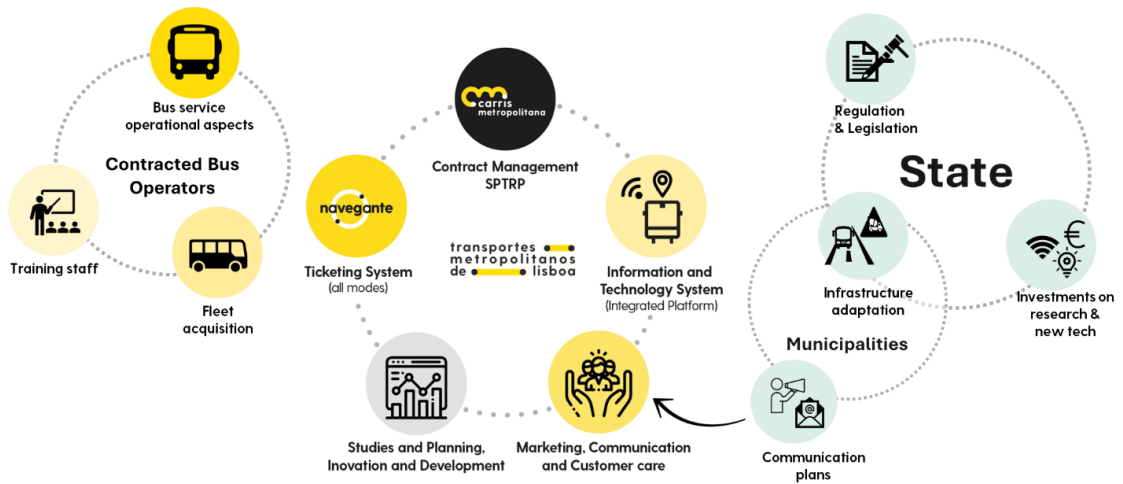 Bus service
operational aspects
Contracted Bus
Operators
Training staff
Fleet
acquisition
carris
metropolitana
Contract Management
SPTRP
navegante
Ticketing System
(all modes)
transportes
metropolitanos
de lisboa
Information and
Technology System
(Integrated Platform)
Studies and Planning,
Inovation and Development
Marketing, Communication
and Customer care
Regulation
& Legislation
State
Infrastructure
adaptation
Investments on
research &
new tech
Municipalities
Communication
plans